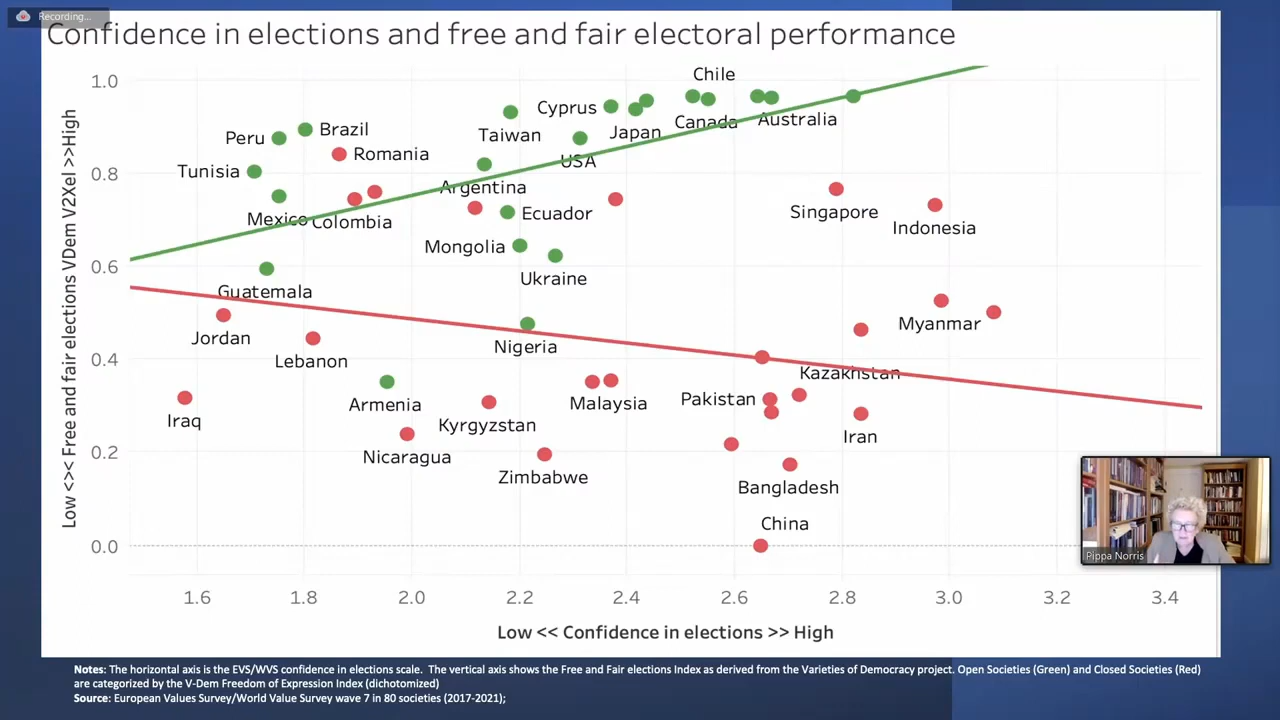 Recording...
Confidence in elections and free and fair electoral performance
Low <<< Free and fair elections VDem V2Xel >>High
1.0
0.8
0.6
0.4
0.2
0.0
Chile
Cyprus
Taiwan
Japan
Canada
Australia
Peru
Brazil
Romania
USA
Tunisia
Argentina
Mexico
Colombia
Ecuador
Singapore
Indonesia
Mongolia
Ukraine
Guatemala
Jordan
Lebanon
Nigeria
Myanmar
Kazakhstan
Iraq
Armenia
Malaysia
Pakistan
Kyrgyzstan
Iran
Nicaragua
Zimbabwe
Bangladesh
China
Pippa Norris
1.6 1.8 2.0 2.2 2.4 2.6 2.8 3.0 3.2 3.4
Low << Confidence in elections >> High
Notes: The horizontal axis is the EVS/WVS confidence in elections scale. The vertical axis shows the Free and Fair elections Index as derived from the Varieties of Democracy project. Open Societies (Green) and Closed Societies (Red)
are categorized by the V-Dem Freedom of Expression Index (dichotomized)
Source: European Values Survey/World Value Survey wave 7 in 80 societies (2017-2021);